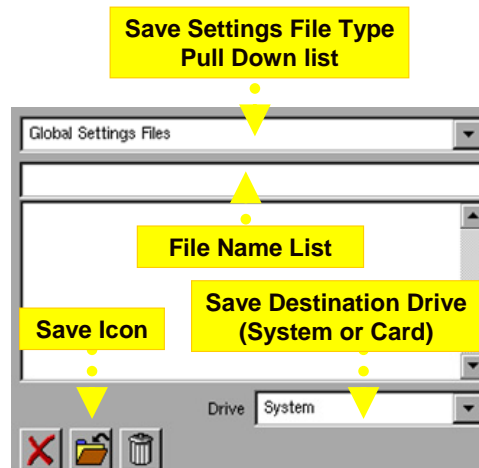 Save Settings File Type
Pull Down list
Global Settings Files
File Name List
Save Destination Drive
(System or Card)
Save Icon
Drive System